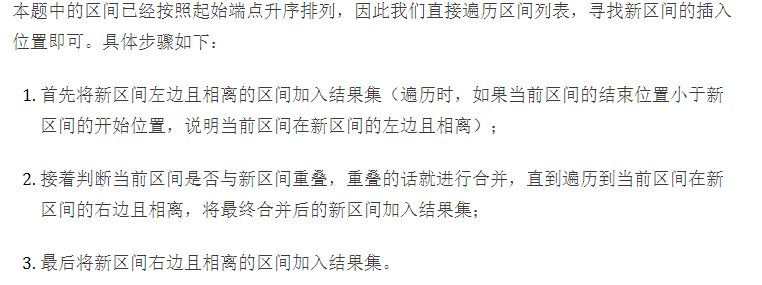 本题中的区间已经按照起始端点升序排列，因此我们直接遍历区间列表，寻找新区间的插入
位置即可。具体步骤如下：
1. 首先将新区间左边且相离的区间加入结果集（遍历时，如果当前区间的结束位置小于新
区间的开始位置，说明当前区间在新区间的左边且相离）；
2. 接着判断当前区间是否与新区间重叠，重叠的话就进行合并，直到遍历到当前区间在新
区间的右边且相离，将最终合并后的新区间加入结果集；
3. 最后将新区间右边且相离的区间加入结果集。